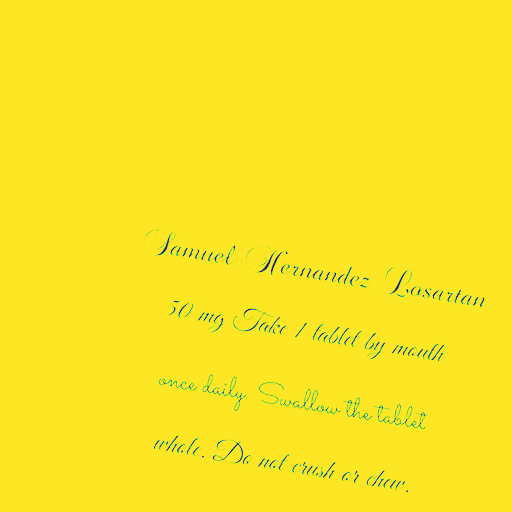 Samuel Hernandez Losartan
50 mg Take 1 tablet by mouth
once daily. Swallow the tablet
whole. Do not crush or chew.